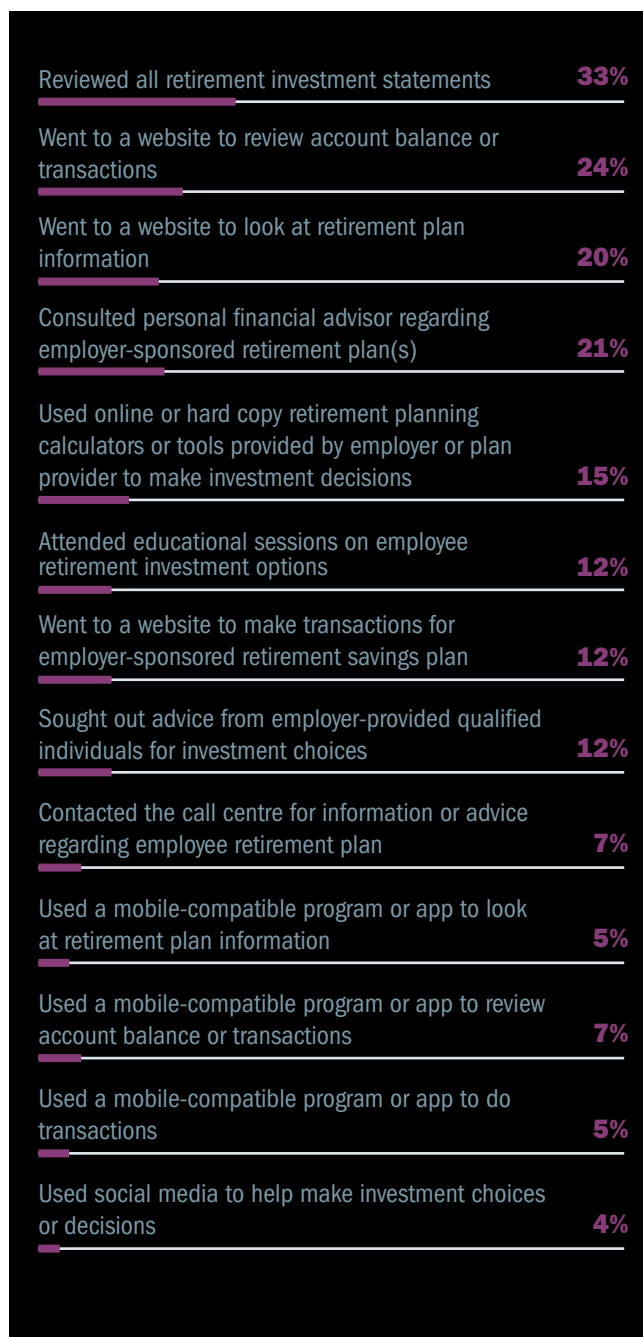 Reviewed all retirement investment statements 33%
Went to a website to review account balance or
transactions 24%
Went to a website to look at retirement plan
information 20%
Consulted personal financial advisor regarding
employer-sponsored retirement plan(s) 21%
Used online or hard copy retirement planning
calculators or tools provided by employer or plan
provider to make investment decisions 15%
Attended educational sessions on employee
retirement investment options 12%
Went to a website to make transactions for
employer-sponsored retirement savings plan 12%
Sought out advice from employer-provided qualified
individuals for investment choices 12%
Contacted the call centre for information or advice
regarding employee retirement plan 7%
Used a mobile-compatible program or app to look
at retirement plan information 5%
Used a mobile-compatible program or app to review
account balance or transactions 7%
Used a mobile-compatible program or app to do
transactions 5%
Used social media to help make investment choices
or decisions 4%